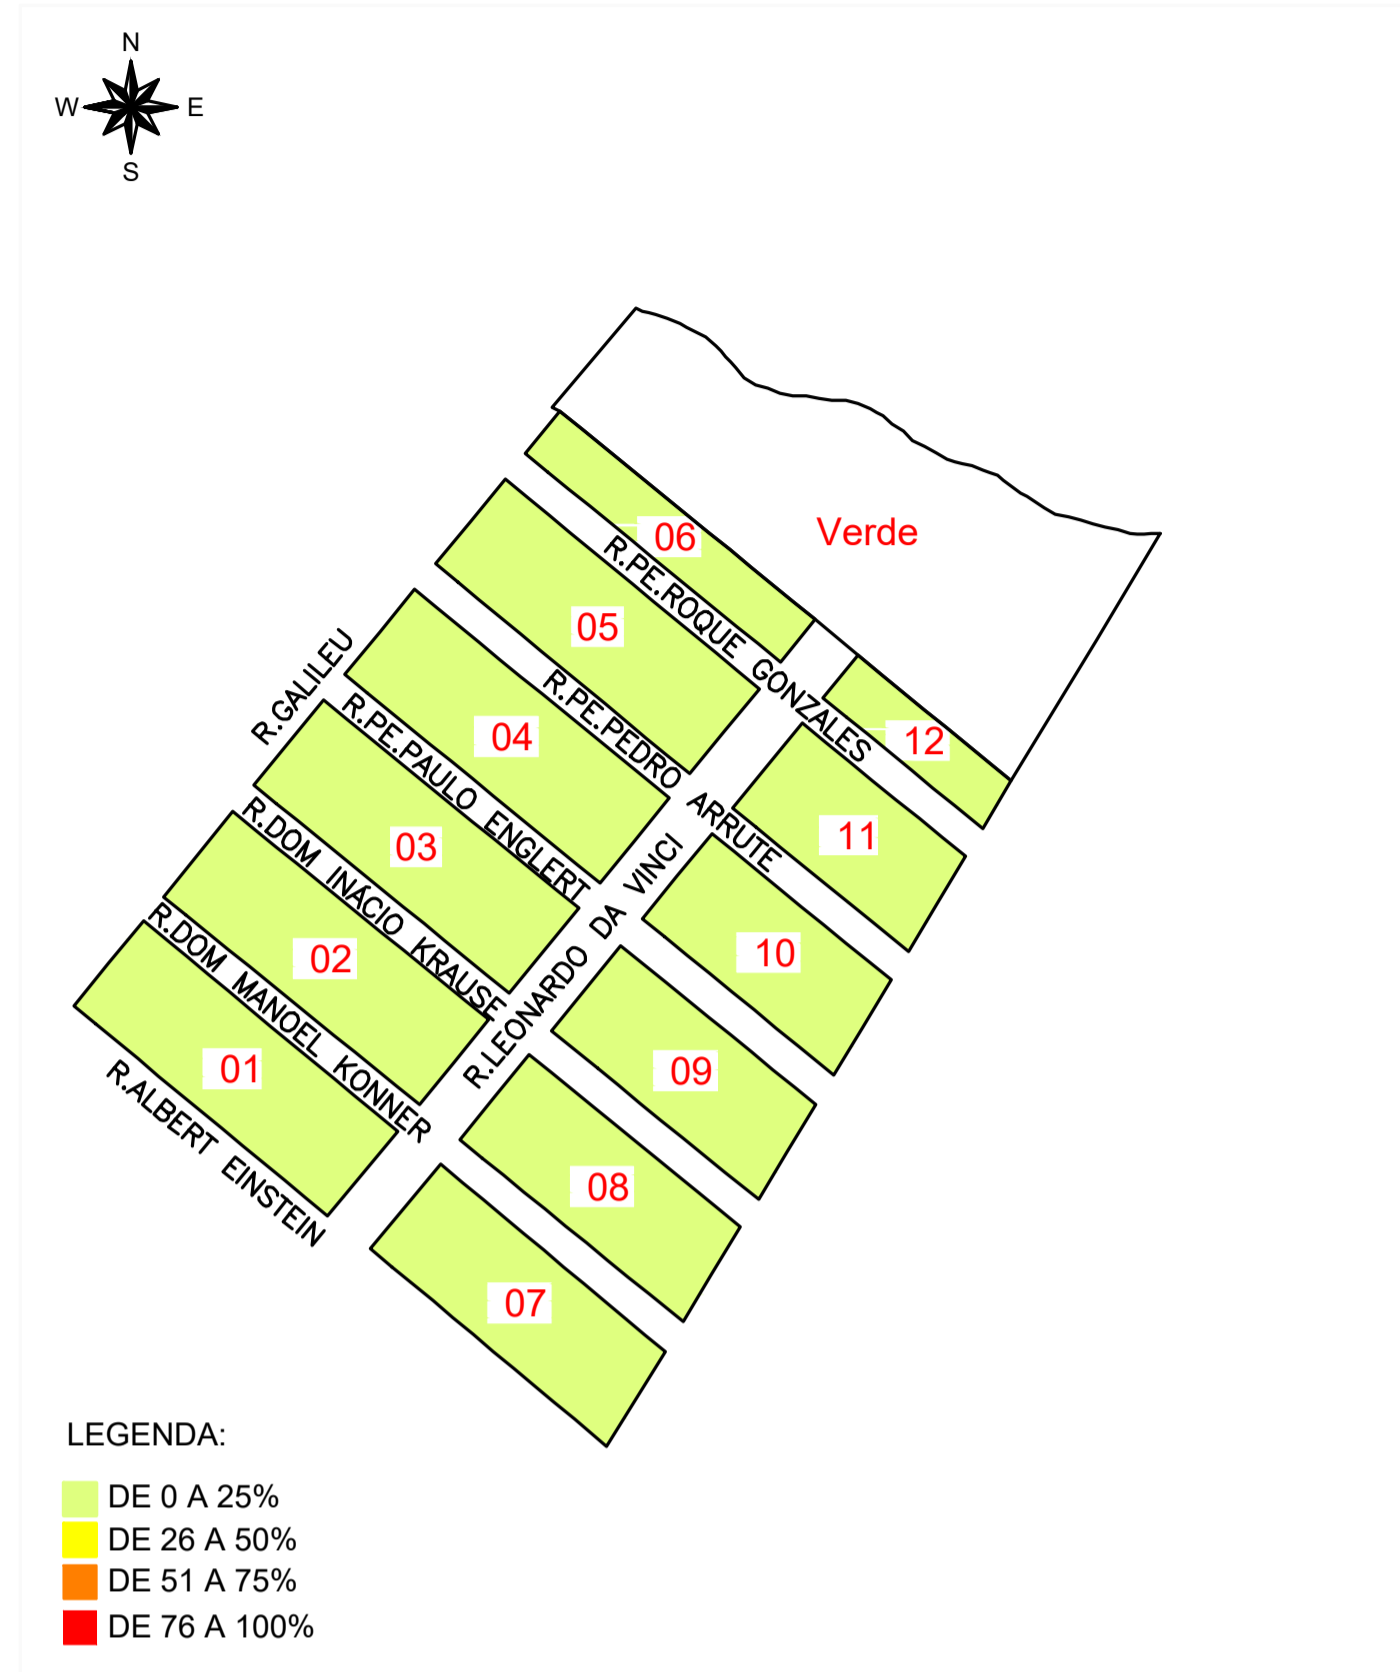 N
W E
S
Verde
06
R.PE.ROQUE GONZALES
05
R.GALILEU
R.PE.PEDRO ARRUTE
04
12
R.PE.PAULO ENGLERT
11
03
R.DOM INÁCIO KRAUSE
R.LEONARDO DA VINCI
10
02
R.DOM MANOEL KONNER
09
01
R.ALBERT EINSTEIN
08
07
LEGENDA:
DE 0 A 25%
DE 26 A 50%
DE 51 A 75%
DE 76 A 100%